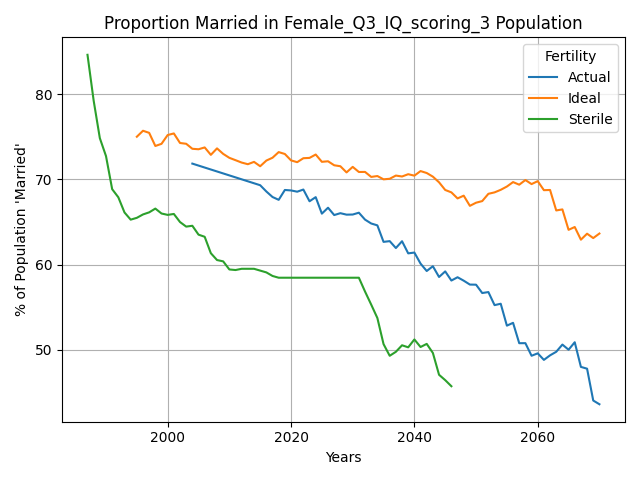 Proportion Married in Female_Q3_IQ_scoring_3 Population
Fertility
Actual
Ideal
Sterile
% of Population 'Married'
80
70
60
50
2000
2020
2040
2060
Years